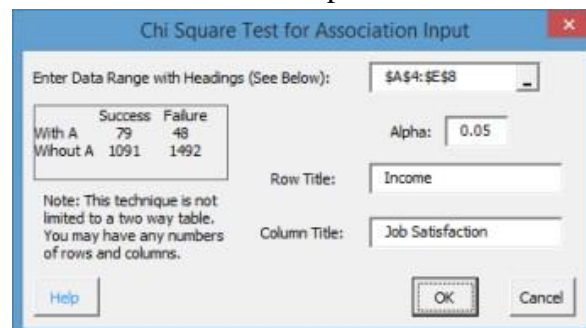 Chi Square Test for Association Input
×
Enter Data Range with Headings (See Below): $A$4:$E$8 _
Success Failure
With A 79 48
Wihout A 1091 1492
Alpha: 0.05
Row Title: Income
Note: This technique is not
limited to a two way table.
You may have any numbers
of rows and columns.
Column Title: Job Satisfaction
Help OK Cancel